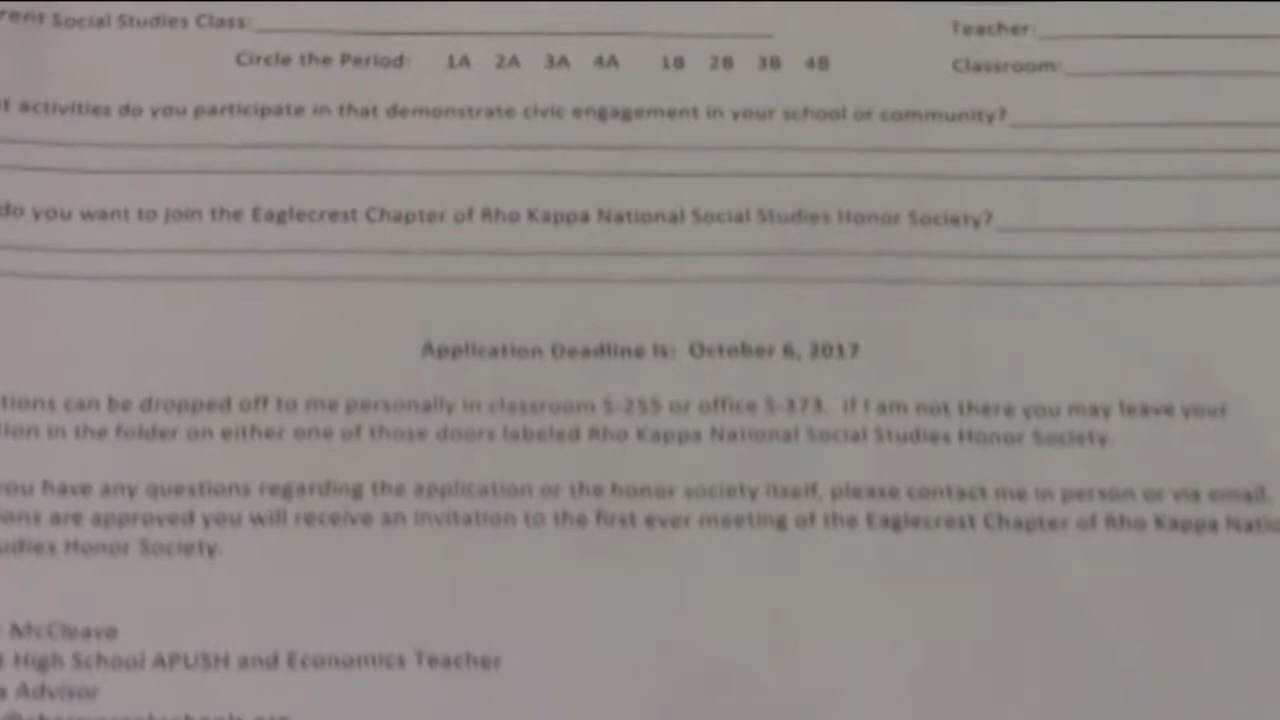 rent Social Studies Class: Teacher:
Circle the Period: 1A 2A 3A 4A 1B 2B 3B 4B Classroom:
t activities do you participate in that demonstrate civic engagement in your school or community?
do you want to join the Eaglecrest Chapter of Rho Kappa National Social Studies Honor Society?
Application Deadline is: October 6, 2017
tions can be dropped off to me personally in classroom S-255 or office S-373. If I am not there you may leave your
tion in the folder on either one of those doors labeled Rho Kappa National Social Studies Honor Society.
you have any questions regarding the application or the honor society itself, please contact me in person or via email.
ions are approved you will receive an invitation to the first ever meeting of the Eaglecrest Chapter of Rho Kappa Natio
udies Honor Society.
McCleave
t High School APUSH and Economics Teacher
a Advisor